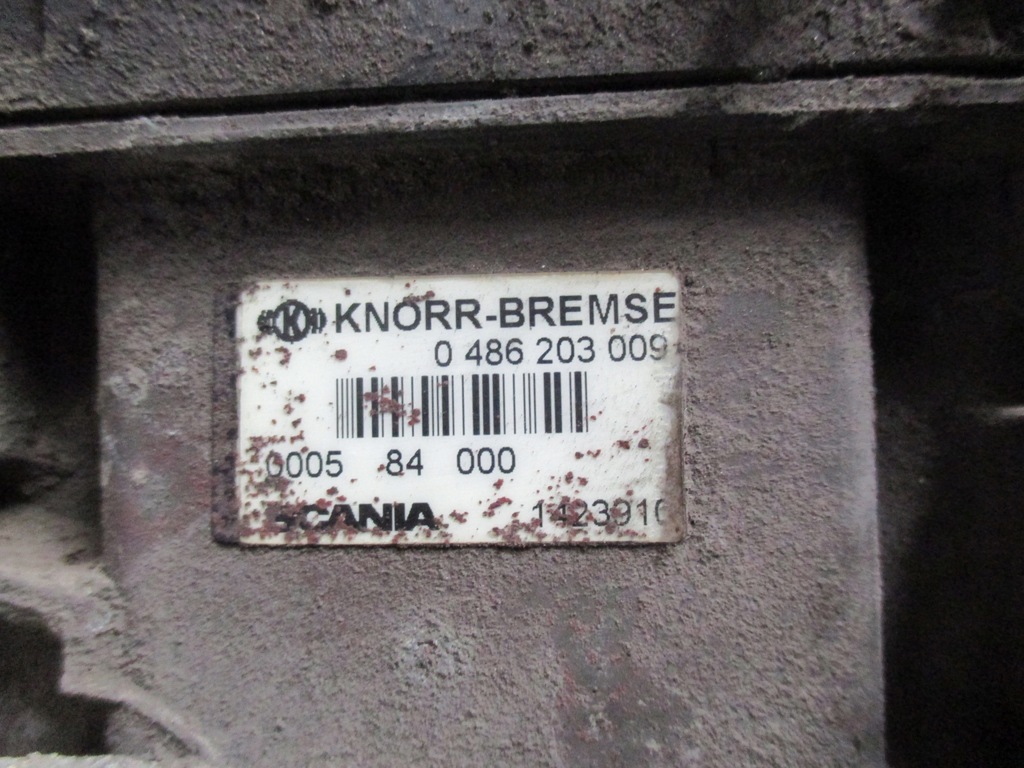 KNORR-BREMSE
0 486 203 009
0005 84 000
SCANIA